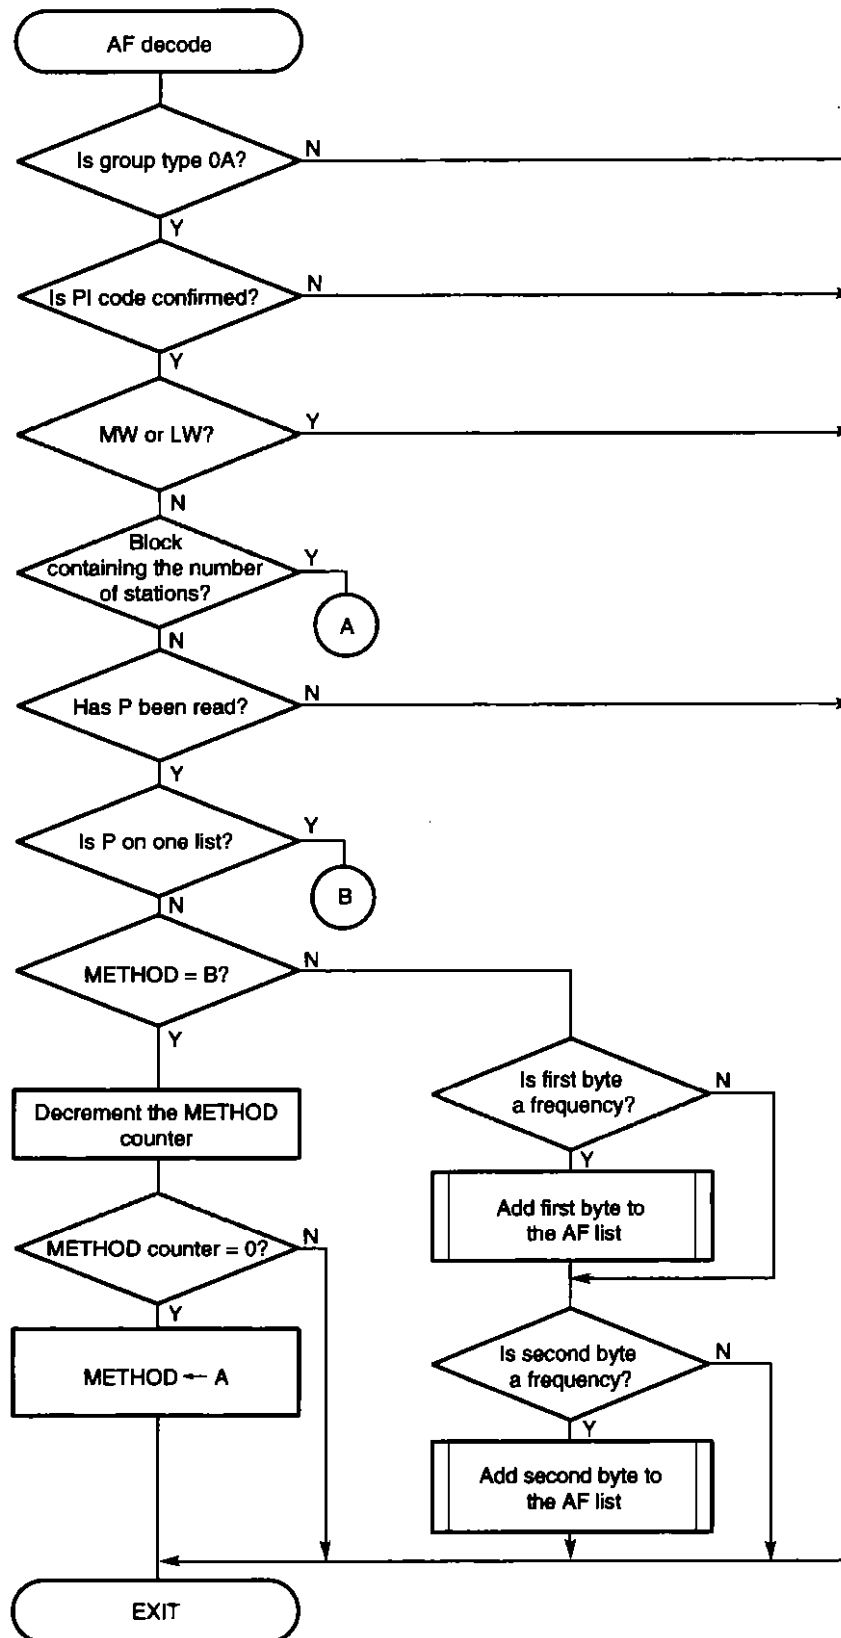 AF decode
Is group type 0A?
N
Y
Is PI code confirmed?
N
Y
MW or LW?
Y
N
Block
containing the number
of stations?
Y
A
N
Has P been read?
N
Y
Is P on one list?
Y
B
N
METHOD = B?
N
Y
Is first byte
a frequency?
N
Y
Decrement the METHOD
counter
Add first byte to
the AF list
METHOD counter = 0?
N
Y
Is second byte
a frequency?
N
Y
METHOD ← A
Add second byte to
the AF list
EXIT